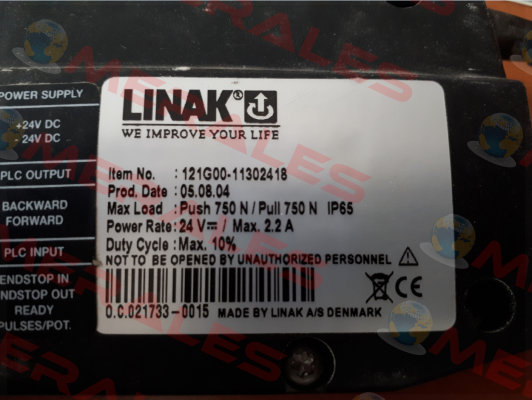 POWER SUPPLY
+24V DC
- 24V DC
PLC OUTPUT
BACKWARD
FORWARD
PLC INPUT
ENDSTOP IN
NDSTOP OUT
READY
PULSES/POT.
LINAK®
WE IMPROVE YOUR LIFE
Item No. : 121G00-11302418
Prod. Date : 05.08.04
Max Load : Push 750 N / Pull 750 N IP65
Power Rate: 24 V⎓ / Max. 2.2 A
Duty Cycle : Max. 10%
NOT TO BE OPENED BY UNAUTHORIZED PERSONNEL
CE
O.C.021733-0015 MADE BY LINAK A/S DENMARK